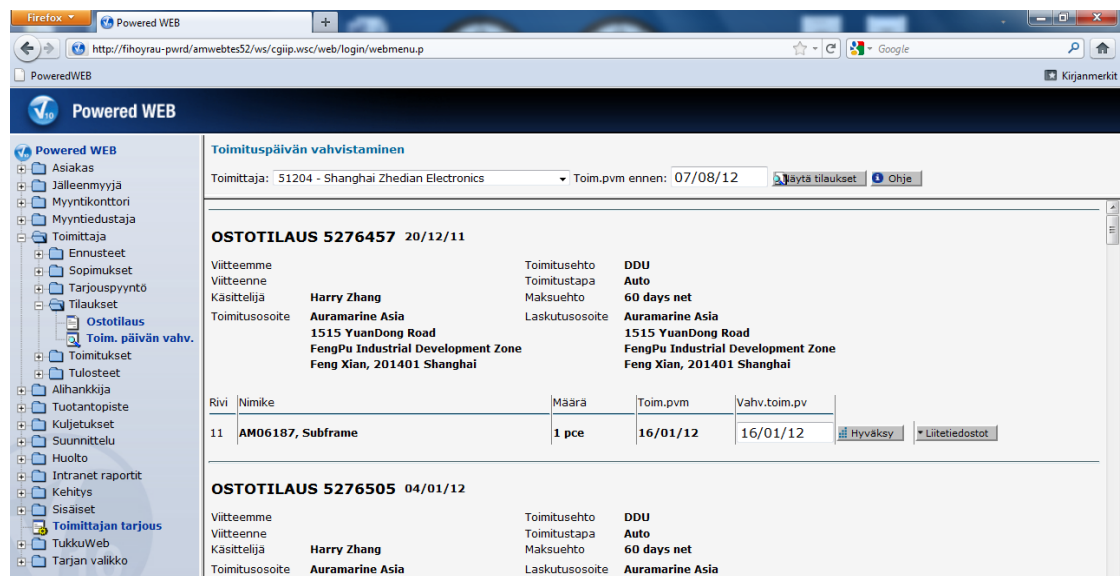 Firefox
Powered WEB
http://fihoyrau-pwrd/amwebtes52/ws/cgiip.wsc/web/login/webmenu.p
Google
PoweredWEB
Kirjanmerkit
V10 Powered WEB
Powered WEB
Asiakas
Jälleenmyyjä
Myyntikonttori
Myyntiedustaja
Toimittaja
Ennusteet
Sopimukset
Tarjouspyyntö
Tilaukset
Ostotilaus
Toim. päivän vahv.
Toimitukset
Tulosteet
Alihankkija
Tuotantopiste
Kuljetukset
Suunnittelu
Huolto
Intranet raportit
Kehitys
Sisäiset
Toimittajan tarjous
TukkuWeb
Tarjan valikko
Toimituspäivän vahvistaminen
Toimittaja: 51204 - Shanghai Zhedian Electronics Toim.pvm ennen: 07/08/12 Näytä tilaukset Ohje
OSTOTILAUS 5276457 20/12/11
Viitteemme Toimitusehto DDU
Viitteenne Toimitustapa Auto
Käsittelijä Harry Zhang Maksuehto 60 days net
Toimitusosoite Auramarine Asia Laskutusosoite Auramarine Asia
1515 YuanDong Road 1515 YuanDong Road
FengPu Industrial Development Zone FengPu Industrial Development Zone
Feng Xian, 201401 Shanghai Feng Xian, 201401 Shanghai
Rivi Nimike Määrä Toim.pvm Vahv.toim.pv
11 AM06187, Subframe 1 pce 16/01/12 16/01/12 Hyväksy Liitetiedostot
OSTOTILAUS 5276505 04/01/12
Viitteemme Toimitusehto DDU
Viitteenne Toimitustapa Auto
Käsittelijä Harry Zhang Maksuehto 60 days net
Toimitusosoite Auramarine Asia Laskutusosoite Auramarine Asia